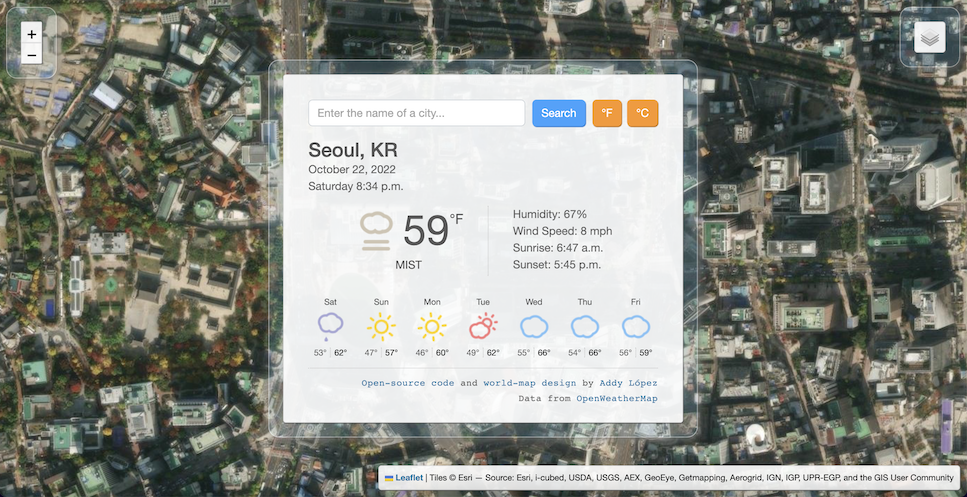 +
−
Enter the name of a city...
Search
°F
°C
Seoul, KR
October 22, 2022
Saturday 8:34 p.m.
59°F
MIST
Humidity: 67%
Wind Speed: 8 mph
Sunrise: 6:47 a.m.
Sunset: 5:45 p.m.
Sat Sun Mon Tue Wed Thu Fri
53° 62° 47° 57° 46° 60° 49° 62° 55° 66° 54° 66° 56° 59°
Open-source code and world-map design by Addy López
Data from OpenWeatherMap
Leaflet | Tiles © Esri — Source: Esri, i-cubed, USDA, USGS, AEX, GeoEye, Getmapping, Aerogrid, IGN, IGP, UPR-EGP, and the GIS User Community